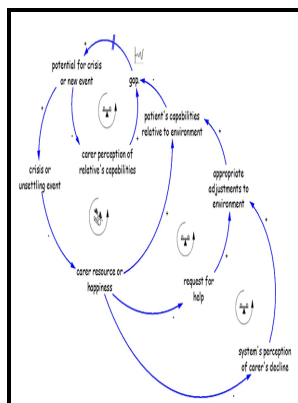 potential for crisis
or new event
gap
patient's capabilities
relative to environment
carer perception of
relative's capabilities
crisis or
unsettling event
appropriate
adjustments to
environment
carer resource or
happiness
request for
help
system's perception
of carer's decline